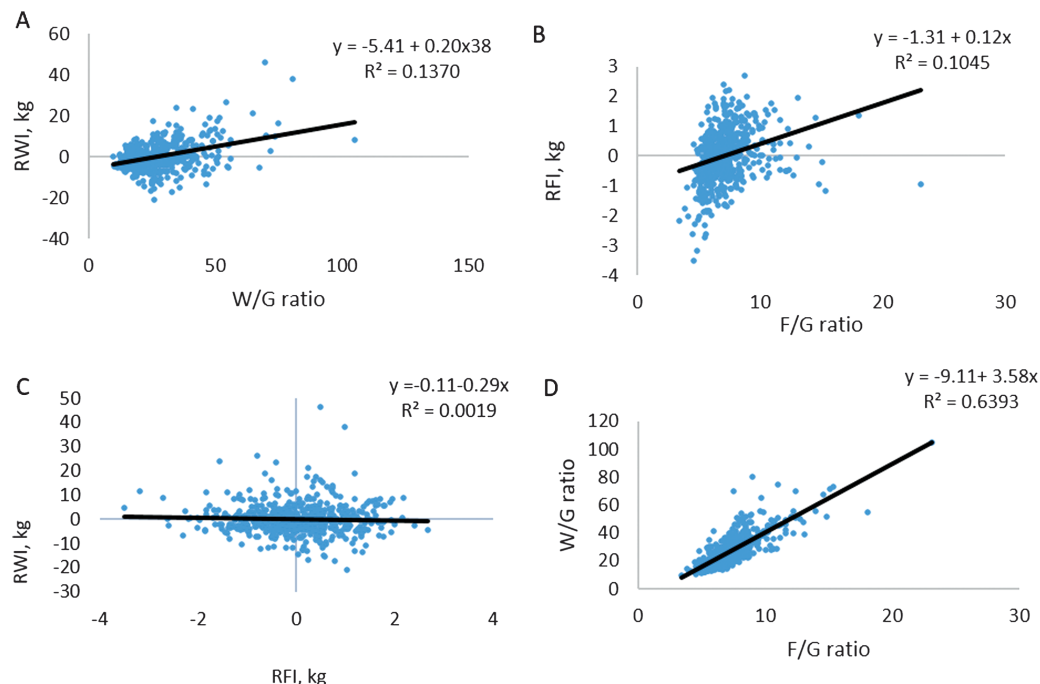 A
y = -5.41 + 0.20x38
R² = 0.1370
RWI, kg
60
40
20
0
-20
-40
0 50 100 150
W/G ratio
B
y = -1.31 + 0.12x
R² = 0.1045
RFI, kg
3
2
1
0
-1
-2
-3
-4
0 10 20 30
F/G ratio
C
y =-0.11-0.29x
R² = 0.0019
RWI, kg
50
40
30
20
10
0
-10
-20
-30
-4 -2 0 2 4
RFI, kg
D
y = -9.11+ 3.58x
R² = 0.6393
W/G ratio
120
100
80
60
40
20
0
0 10 20 30
F/G ratio